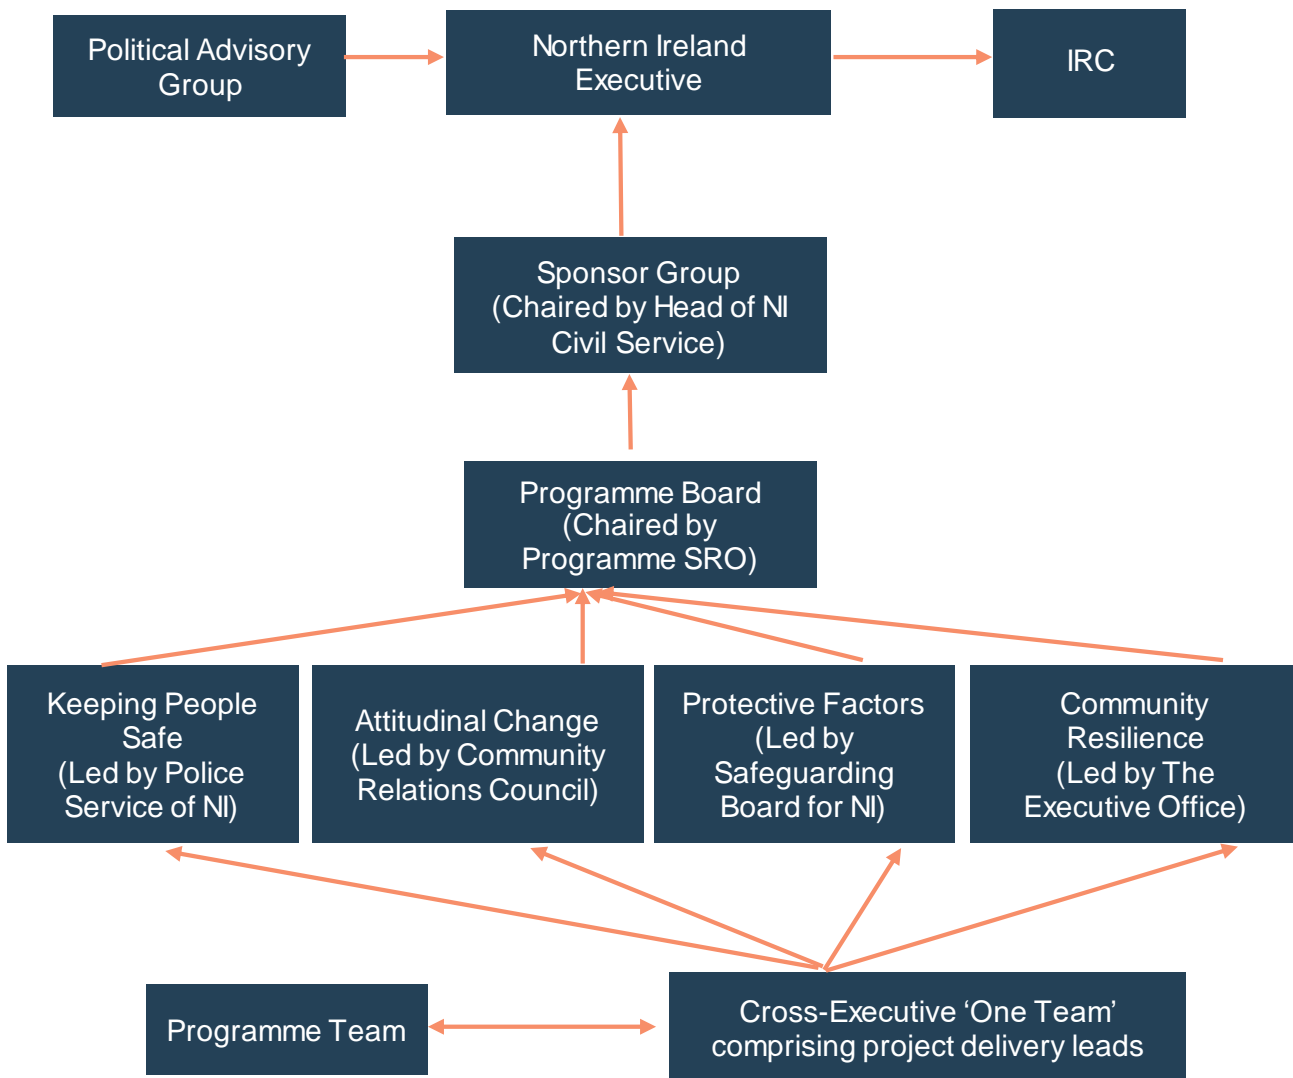 Political Advisory
Group
Northern Ireland
Executive
IRC
Sponsor Group
(Chaired by Head of NI
Civil Service)
Programme Board
(Chaired by
Programme SRO)
Keeping People
Safe
(Led by Police
Service of NI)
Attitudinal Change
(Led by Community
Relations Council)
Protective Factors
(Led by
Safeguarding
Board for NI)
Community
Resilience
(Led by The
Executive Office)
Programme Team
Cross-Executive ‘One Team’
comprising project delivery leads